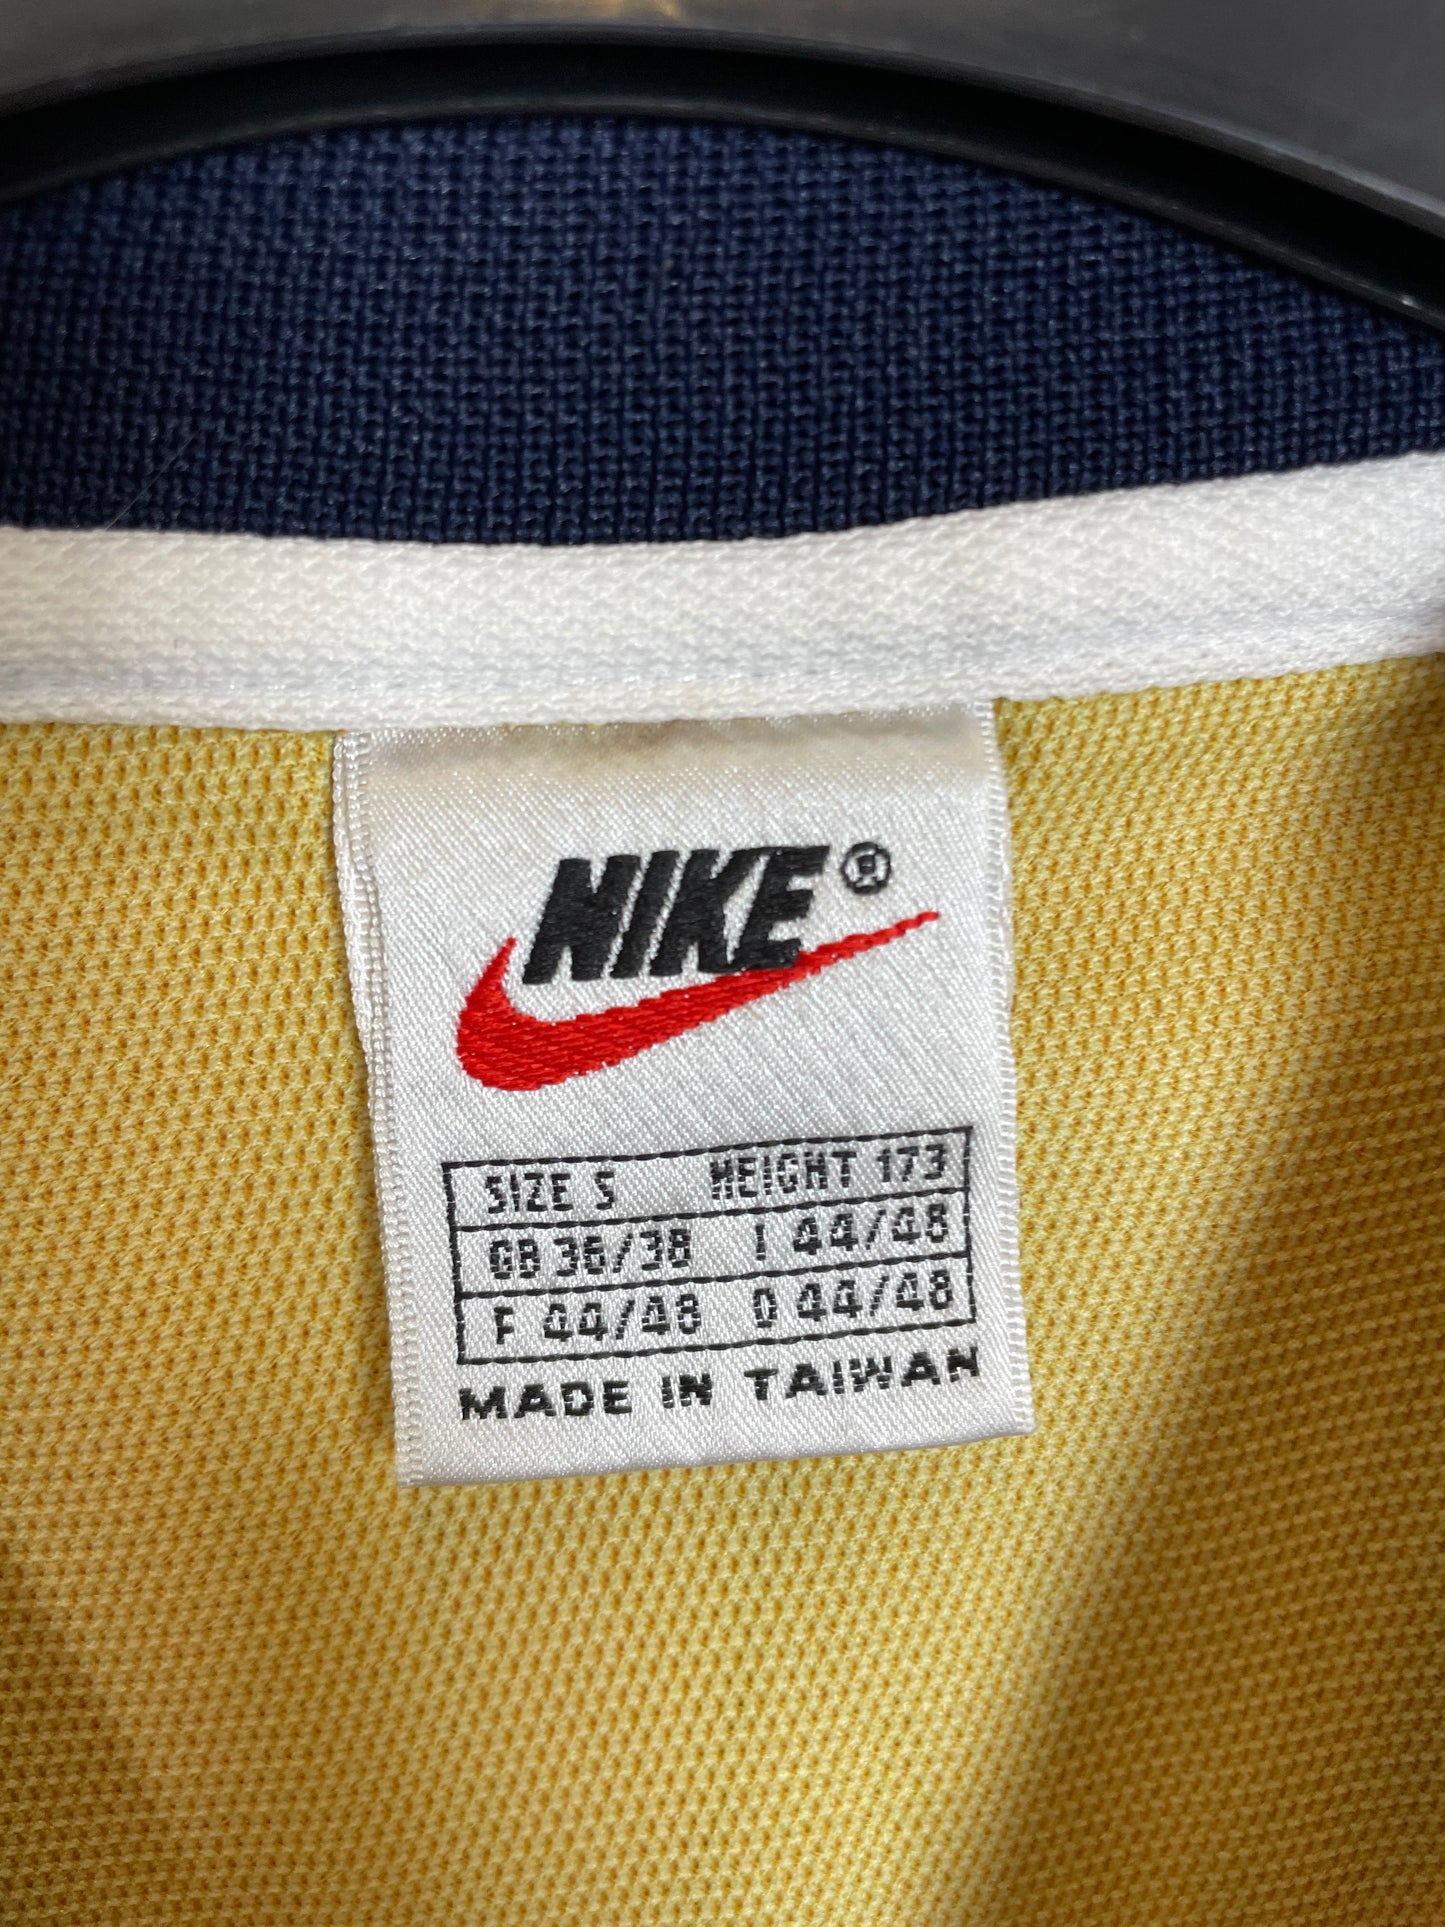 NIKE®
SIZE S HEIGHT 173
GB 36/38 I 44/48
F 44/48 D 44/48
MADE IN TAIWAN